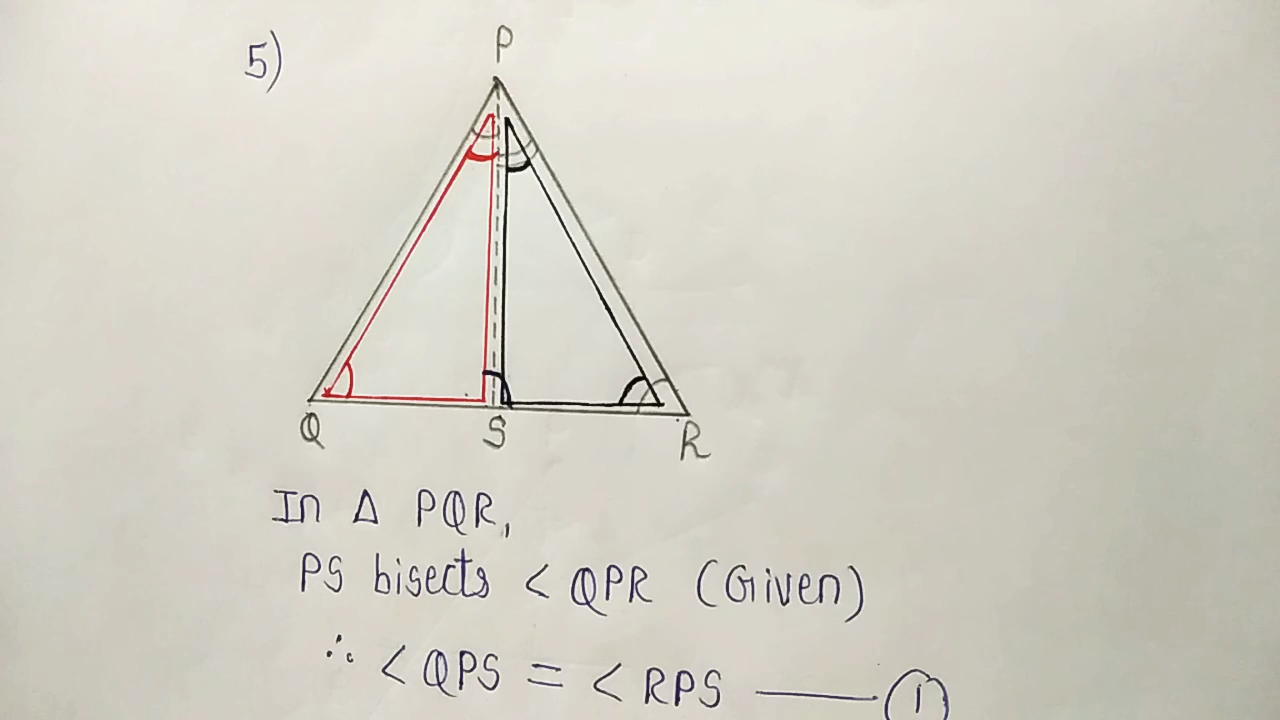 5)
P
Q
S
R
In Δ PQR,
PS bisects < QPR (Given)
∴ < QPS = < RPS —— ①